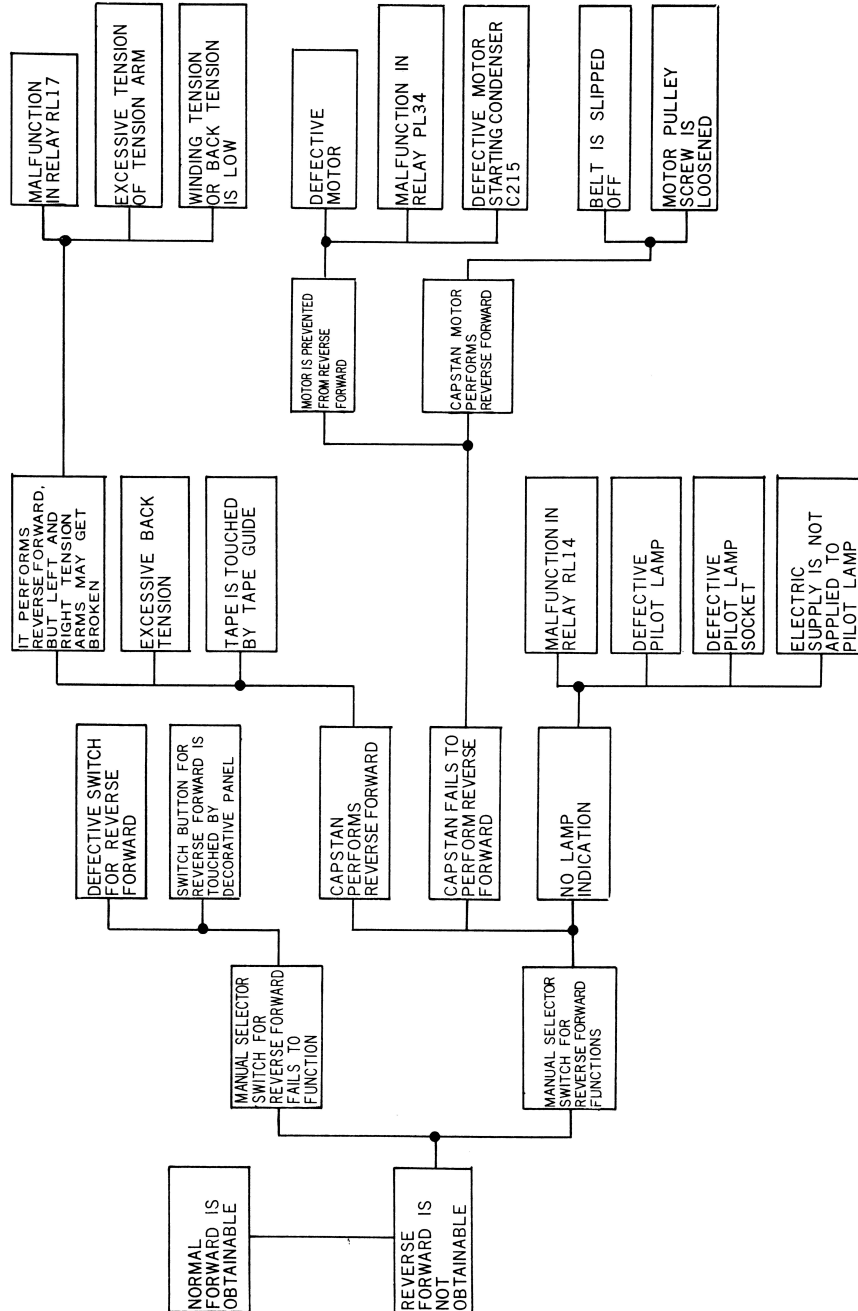 NORMAL
FORWARD IS
OBTAINABLE
REVERSE
FORWARD IS
NOT
OBTAINABLE
MANUAL SELECTOR
SWITCH FOR
REVERSE FORWARD
FAILS TO
FUNCTION
MANUAL SELECTOR
SWITCH FOR
REVERSE FORWARD
FUNCTIONS
DEFECTIVE SWITCH
FOR REVERSE
FORWARD
SWITCH BUTTON FOR
REVERSE FORWARD IS
TOUCHED BY
DECORATIVE PANEL
CAPSTAN
PERFORMS
REVERSE FORWARD
CAPSTAN FAILS TO
PERFORM REVERSE
FORWARD
NO LAMP
INDICATION
IT PERFORMS
REVERSE FORWARD,
BUT LEFT AND
RIGHT TENSION
ARMS MAY GET
BROKEN
EXCESSIVE BACK
TENSION
TAPE IS TOUCHED
BY TAPE GUIDE
MALFUNCTION IN
RELAY RL14
DEFECTIVE
PILOT LAMP
DEFECTIVE
PILOT LAMP
SOCKET
ELECTRIC
SUPPLY IS NOT
APPLIED TO
PILOT LAMP
MOTOR IS PREVENTED
FROM REVERSE
FORWARD
CAPSTAN MOTOR
PERFORMS
REVERSE FORWARD
MALFUNCTION
IN RELAY RL17
EXCESSIVE TENSION
OF TENSION ARM
WINDING TENSION
OR BACK TENSION
IS LOW
DEFECTIVE
MOTOR
MALFUNCTION IN
RELAY PL34
DEFECTIVE MOTOR
STARTING CONDENSER
C215
BELT IS SLIPPED
OFF
MOTOR PULLEY
SCREW IS
LOOSENED